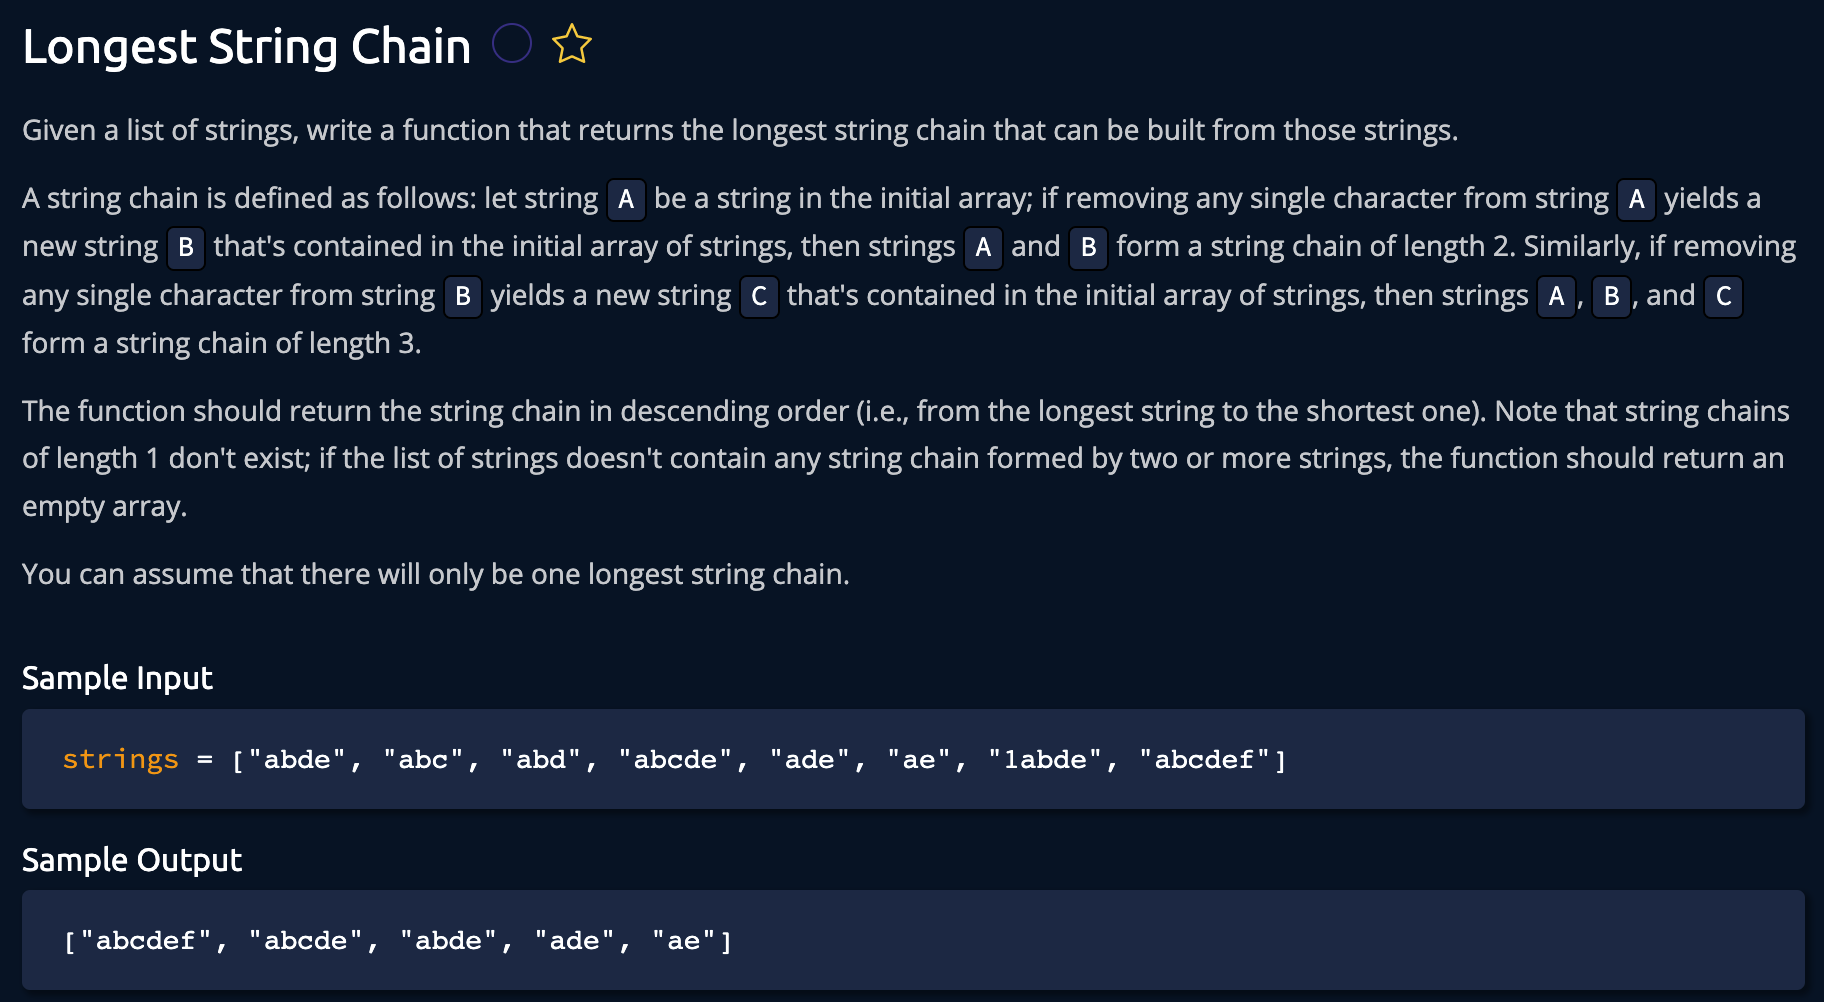 Longest String Chain
Given a list of strings, write a function that returns the longest string chain that can be built from those strings.
A string chain is defined as follows: let string A be a string in the initial array; if removing any single character from string A yields a
new string B that's contained in the initial array of strings, then strings A and B form a string chain of length 2. Similarly, if removing
any single character from string B yields a new string C that's contained in the initial array of strings, then strings A, B, and C
form a string chain of length 3.
The function should return the string chain in descending order (i.e., from the longest string to the shortest one). Note that string chains
of length 1 don't exist; if the list of strings doesn't contain any string chain formed by two or more strings, the function should return an
empty array.
You can assume that there will only be one longest string chain.
Sample Input
strings = ["abde", "abc", "abd", "abcde", "ade", "ae", "1abde", "abcdef"]
Sample Output
["abcdef", "abcde", "abde", "ade", "ae"]